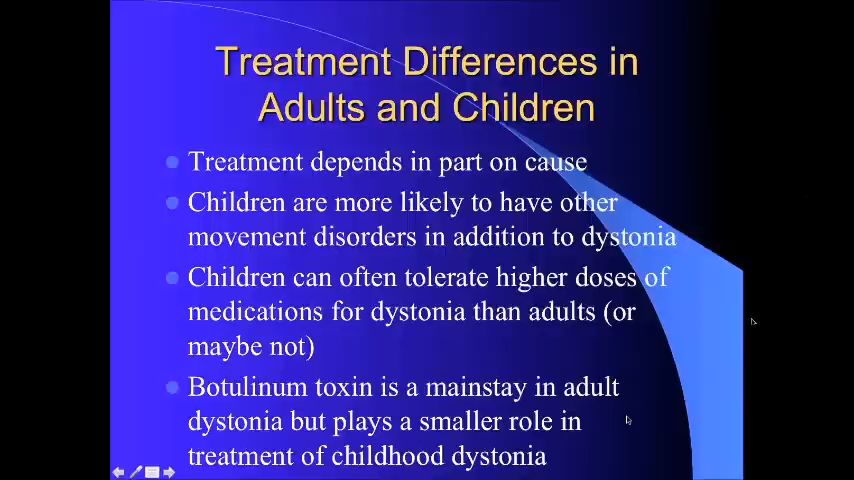 Treatment Differences in
Adults and Children
Treatment depends in part on cause
Children are more likely to have other
movement disorders in addition to dystonia
Children can often tolerate higher doses of
medications for dystonia than adults (or
maybe not)
Botulinum toxin is a mainstay in adult
dystonia but plays a smaller role in
treatment of childhood dystonia